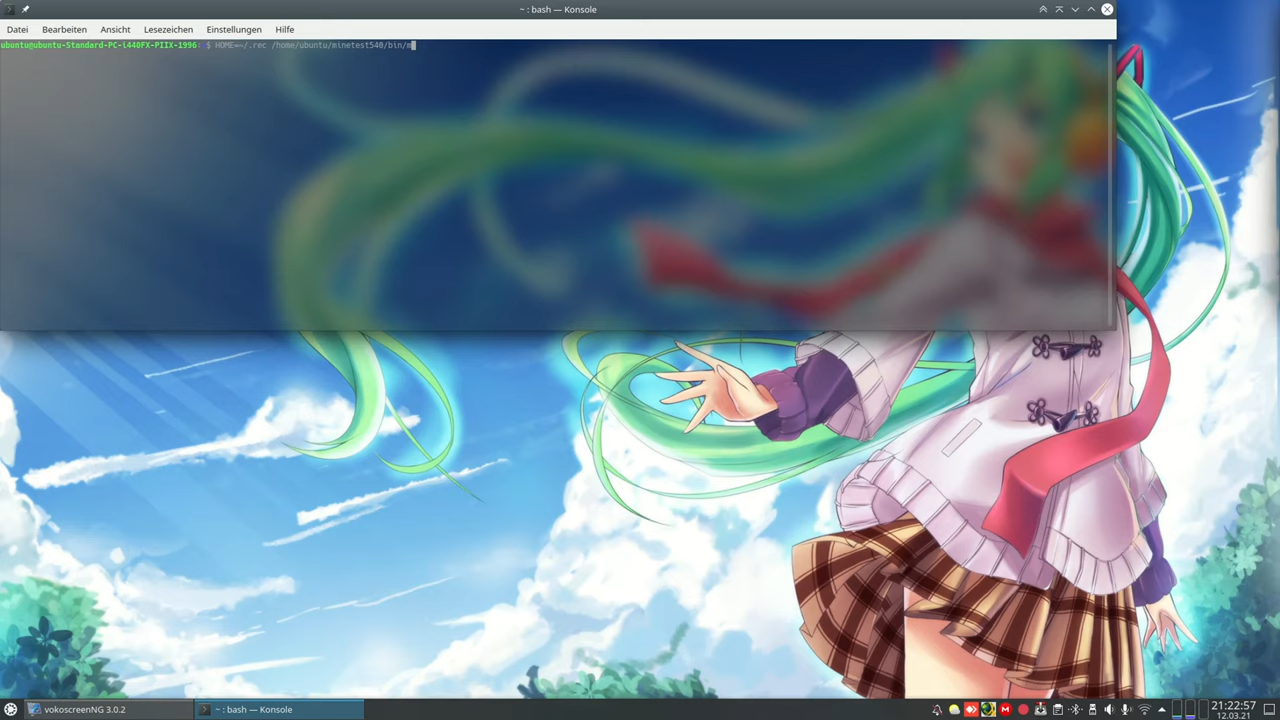 ~ : bash — Konsole
Datei Bearbeiten Ansicht Lesezeichen Einstellungen Hilfe
ubuntu@ubuntu-Standard-PC-i440FX-PIIX-1996: $ HOME=~/.rec /home/ubuntu/minetest540/bin/m
vokoscreenNG 3.0.2
~ : bash — Konsole
21:22:57
12.03.21